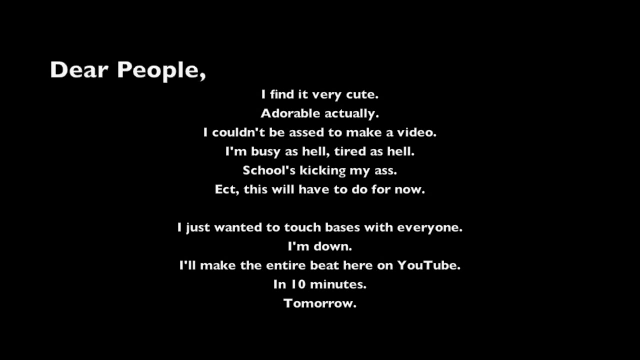 Dear People,
I find it very cute.
Adorable actually.
I couldn't be assed to make a video.
I'm busy as hell, tired as hell.
School's kicking my ass.
Ect, this will have to do for now.
I just wanted to touch bases with everyone.
I'm down.
I'll make the entire beat here on YouTube.
In 10 minutes.
Tomorrow.